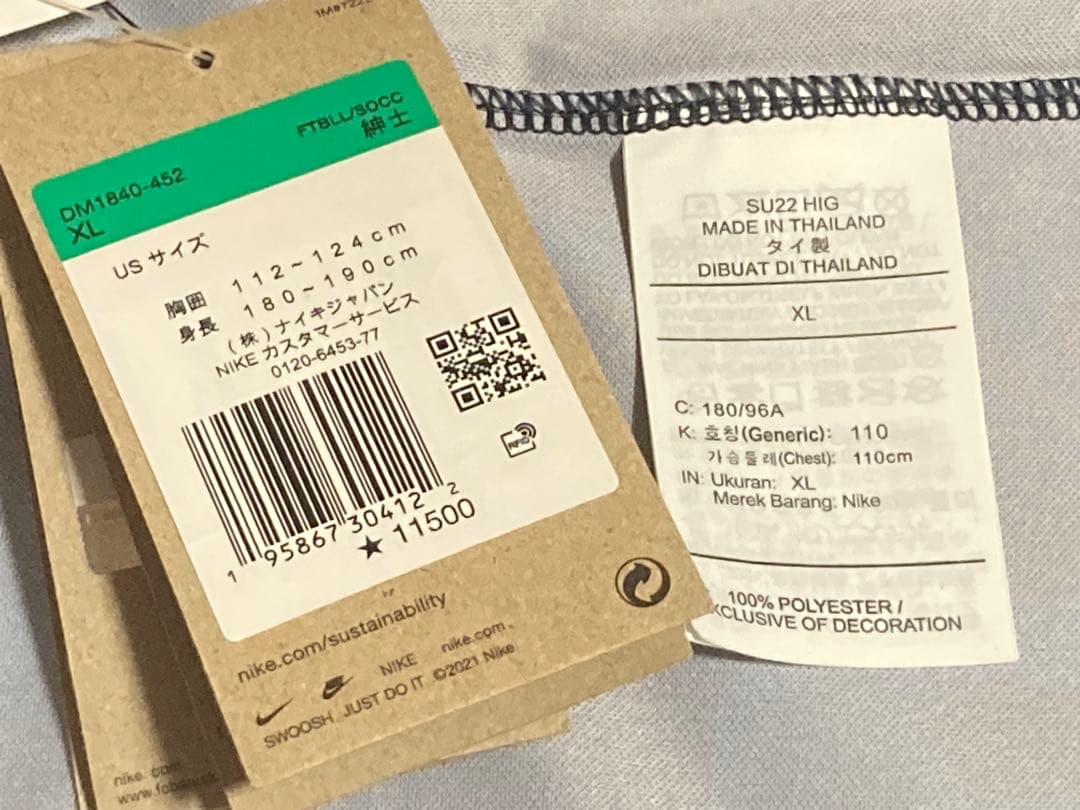 FTBLL/SOCC
紳士
DM1840-452
XL
US サイズ
胸囲 112~124cm
身長 180~190cm
(株)ナイキジャパン
NIKE カスタマーサービス
0120-6453-77
1 95867 30412 2
★ 11500
nike.com/sustainability
NIKE nike.com
SWOOSH JUST DO IT ©2021 Nike
nike. com
RFID
SU22 HIG
MADE IN THAILAND
タイ製
DIBUAT DI THAILAND
XL
C: 180/96A
K: 호칭(Generic): 110
가슴둘레(Chest): 110cm
IN: Ukuran: XL
Merek Barang: Nike
100% POLYESTER /
XCLUSIVE OF DECORATION